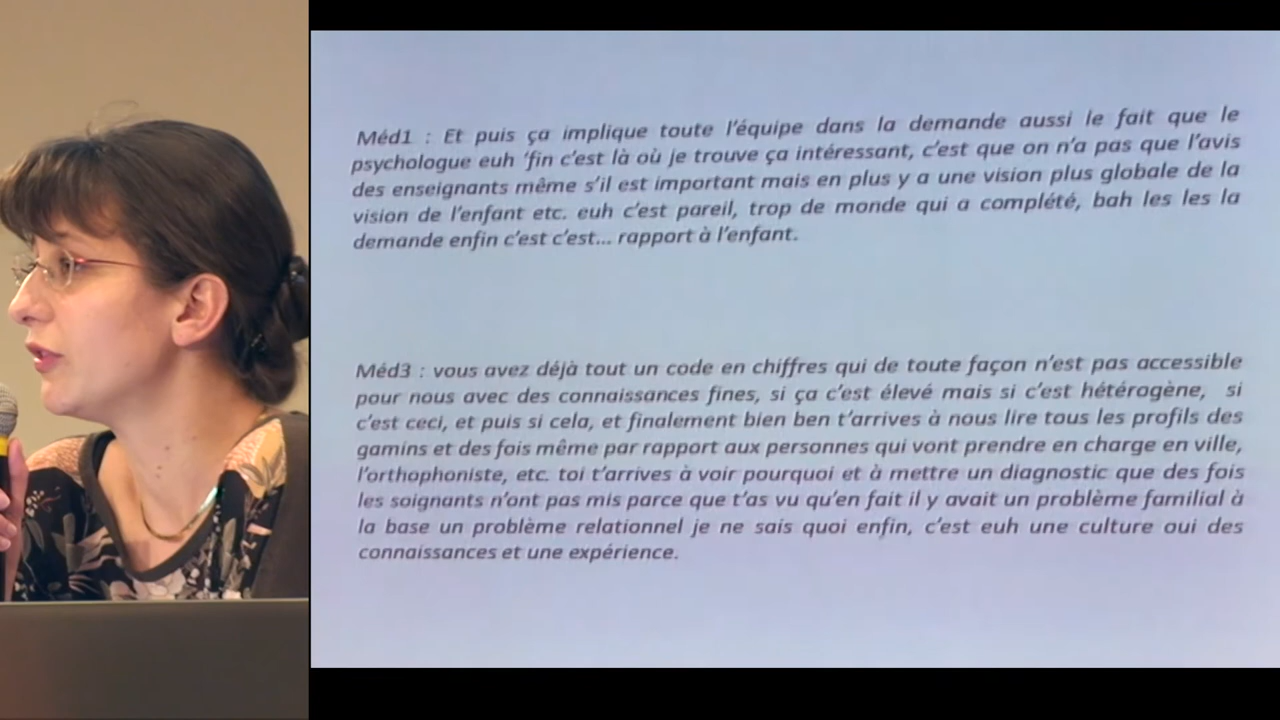 Méd1 : Et puis ça implique toute l'équipe dans la demande aussi le fait que le
psychologue euh 'fin c'est là où je trouve ça intéressant, c'est que on n'a pas que l'avis
des enseignants même s'il est important mais en plus y a une vision plus globale de la
vision de l'enfant etc. euh c'est pareil, trop de monde qui a complété, bah les les la
demande enfin c'est c'est... rapport à l'enfant.
Méd3 : vous avez déjà tout un code en chiffres qui de toute façon n'est pas accessible
pour nous avec des connaissances fines, si ça c'est élevé mais si c'est hétérogène, si
c'est ceci, et puis si cela, et finalement bien ben t'arrives à nous lire tous les profils des
gamins et des fois même par rapport aux personnes qui vont prendre en charge en ville,
l'orthophoniste, etc. toi t'arrives à voir pourquoi et à mettre un diagnostic que des fois
les soignants n'ont pas mis parce que t'as vu qu'en fait il y avait un problème familial à
la base un problème relationnel je ne sais quoi enfin, c'est euh une culture oui des
connaissances et une expérience.